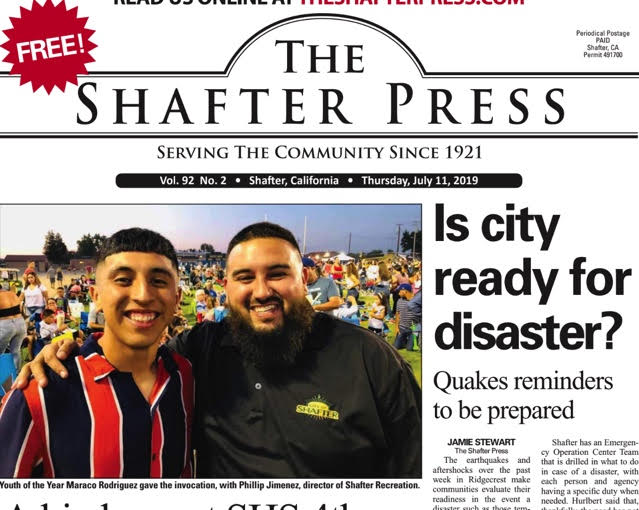 READ US ONLINE AT THESHAFTERPRESS.COM
FREE!
Periodical Postage
PAID
Shafter, CA
Permit 491700
THE
SHAFTER PRESS
SERVING THE COMMUNITY SINCE 1921
Vol. 92 No. 2 • Shafter, California • Thursday, July 11, 2019
SHAFTER
Youth of the Year Maraco Rodriguez gave the invocation, with Phillip Jimenez, director of Shafter Recreation.
Is city
ready for
disaster?
Quakes reminders
to be prepared
JAMIE STEWART
The Shafter Press
The earthquakes and
aftershocks over the past
week in Ridgecrest make
communities evaluate their
readiness in the event a
disaster such as those
Shafter has an Emergen-
cy Operation Center Team
that is drilled in what to do
in case of a disaster, with
each person and agency
having a specific duty when
needed. Hurlbert said that,